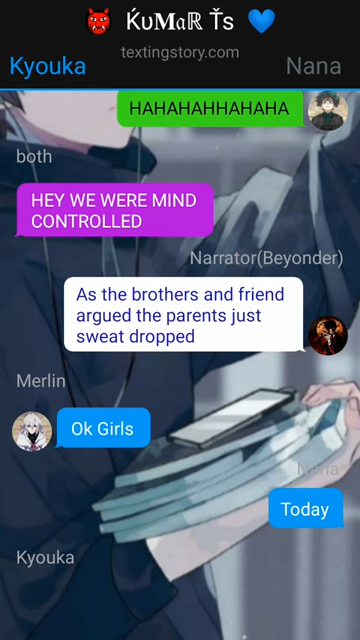 👹 ḰυMαℝ Ťs 💙
textingstory.com
Kyouka Nana
HAHAHAHHAHAHA
both
HEY WE WERE MIND
CONTROLLED
Narrator(Beyonder)
As the brothers and friend
argued the parents just
sweat dropped
Merlin
Ok Girls
Nana
Today
Kyouka